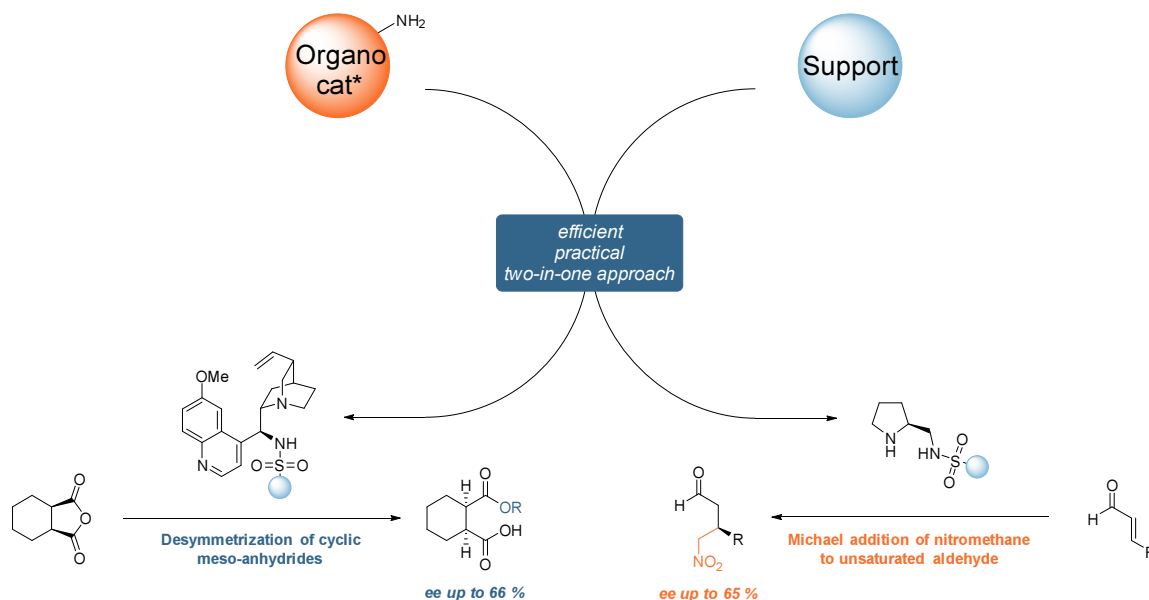 NH2
Organo
cat*
Support
efficient
practical
two-in-one approach
OMe
N
N
NH
O
S
O
N
H
O
S
O
HN
O
O
O
Desymmetrization of cyclic
meso-anhydrides
H
O
OR
OH
H
O
ee up to 66 %
O
H
R
NO2
ee up to 65 %
Michael addition of nitromethane
to unsaturated aldehyde
O
H